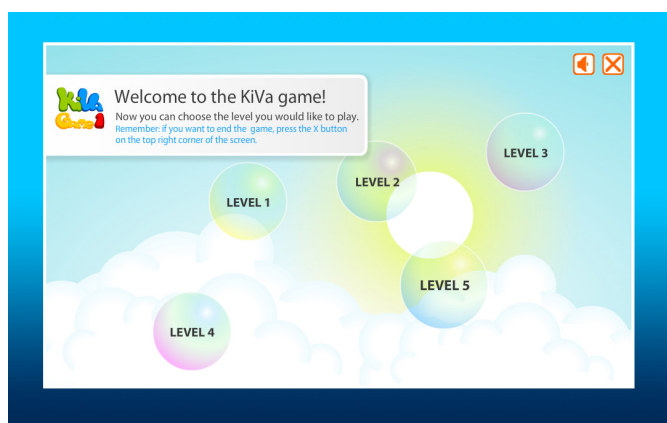 KiVa
Game 1
Welcome to the KiVa game!
Now you can choose the level you would like to play.
Remember: if you want to end the game, press the X button
on the top right corner of the screen.
LEVEL 3
LEVEL 2
LEVEL 1
LEVEL 5
LEVEL 4